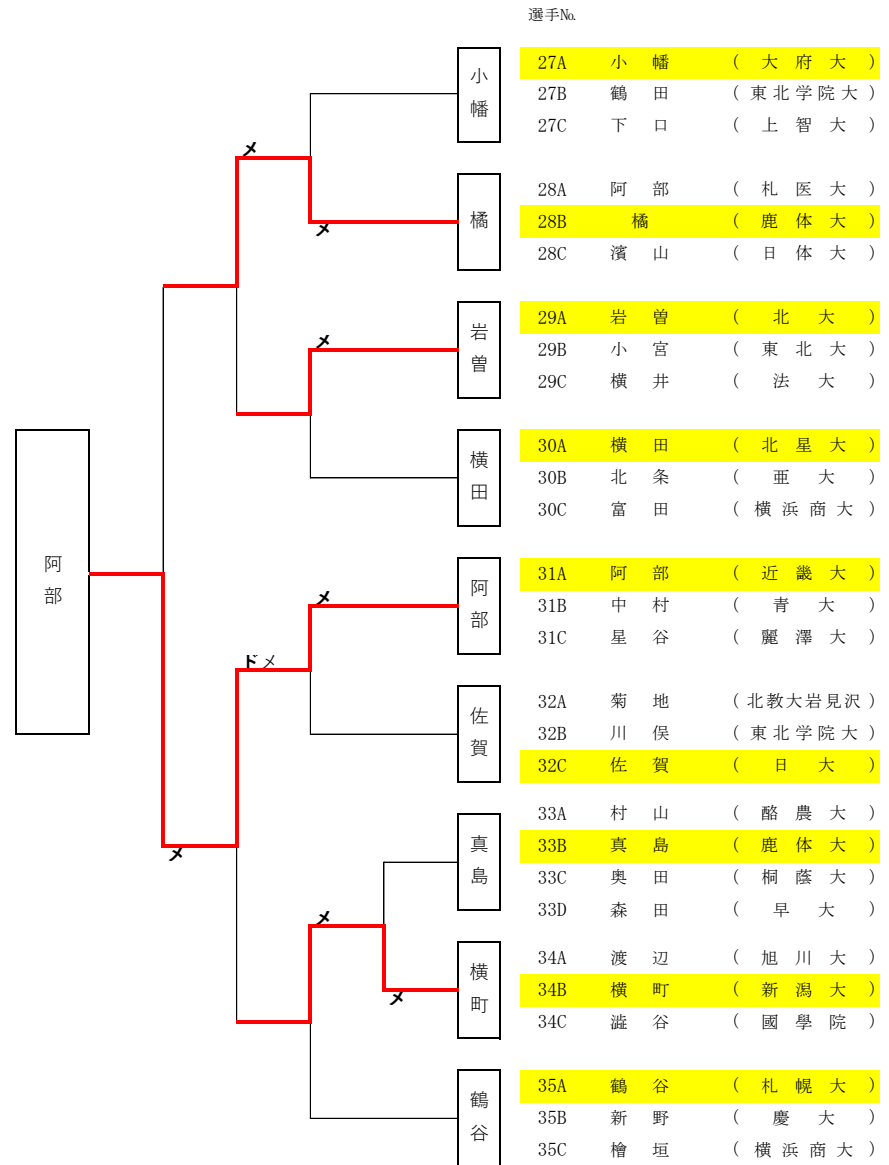 選手No.
小幡
27A 小幡 (大府大)
27B 鶴田 (東北学院大)
27C 下口 (上智大)
メ
橘
28A 阿部 (札医大)
28B 橘 (鹿体大)
28C 濱山 (日体大)
メ
岩曽
29A 岩曽 (北大)
29B 小宮 (東北大)
29C 横井 (法大)
メ
横田
30A 横田 (北星大)
30B 北条 (亜大)
30C 富田 (横浜商大)
阿部
阿部
31A 阿部 (近畿大)
31B 中村 (青大)
31C 星谷 (麗澤大)
メ
ドメ
佐賀
32A 菊地 (北教大岩見沢)
32B 川俣 (東北学院大)
32C 佐賀 (日大)
真島
33A 村山 (酪農大)
33B 真島 (鹿体大)
33C 奥田 (桐蔭大)
33D 森田 (早大)
メ
メ
横町
34A 渡辺 (旭川大)
34B 横町 (新潟大)
34C 澁谷 (國學院)
メ
鶴谷
35A 鶴谷 (札幌大)
35B 新野 (慶大)
35C 檜垣 (横浜商大)